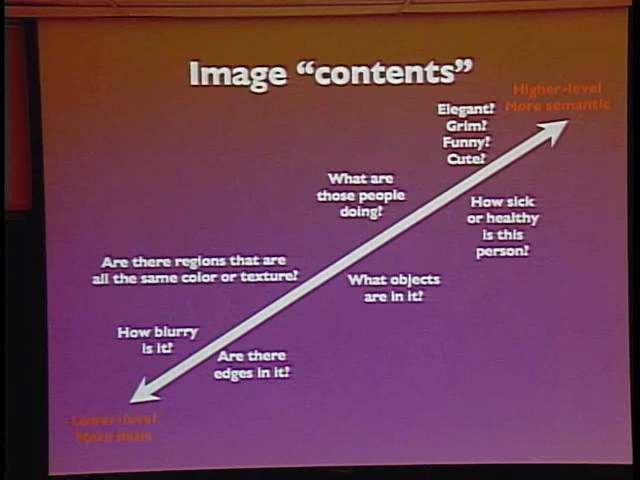 Image “contents”
Higher-level
More semantic
Elegant?
Grim?
Funny?
Cute?
What are
those people
doing?
How sick
or healthy
is this
person?
Are there regions that are
all the same color or texture?
What objects
are in it?
How blurry
is it?
Are there
edges in it?
Lower-level
More basic